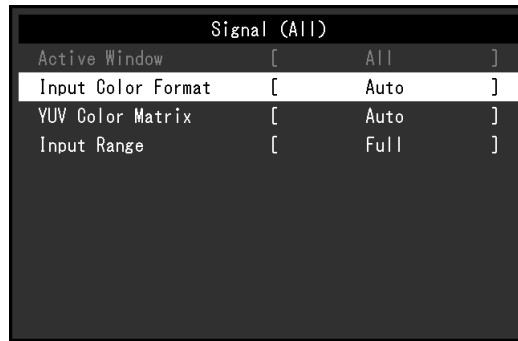 Signal (All)
Active Window [ All ]
Input Color Format [ Auto ]
YUV Color Matrix [ Auto ]
Input Range [ Full ]